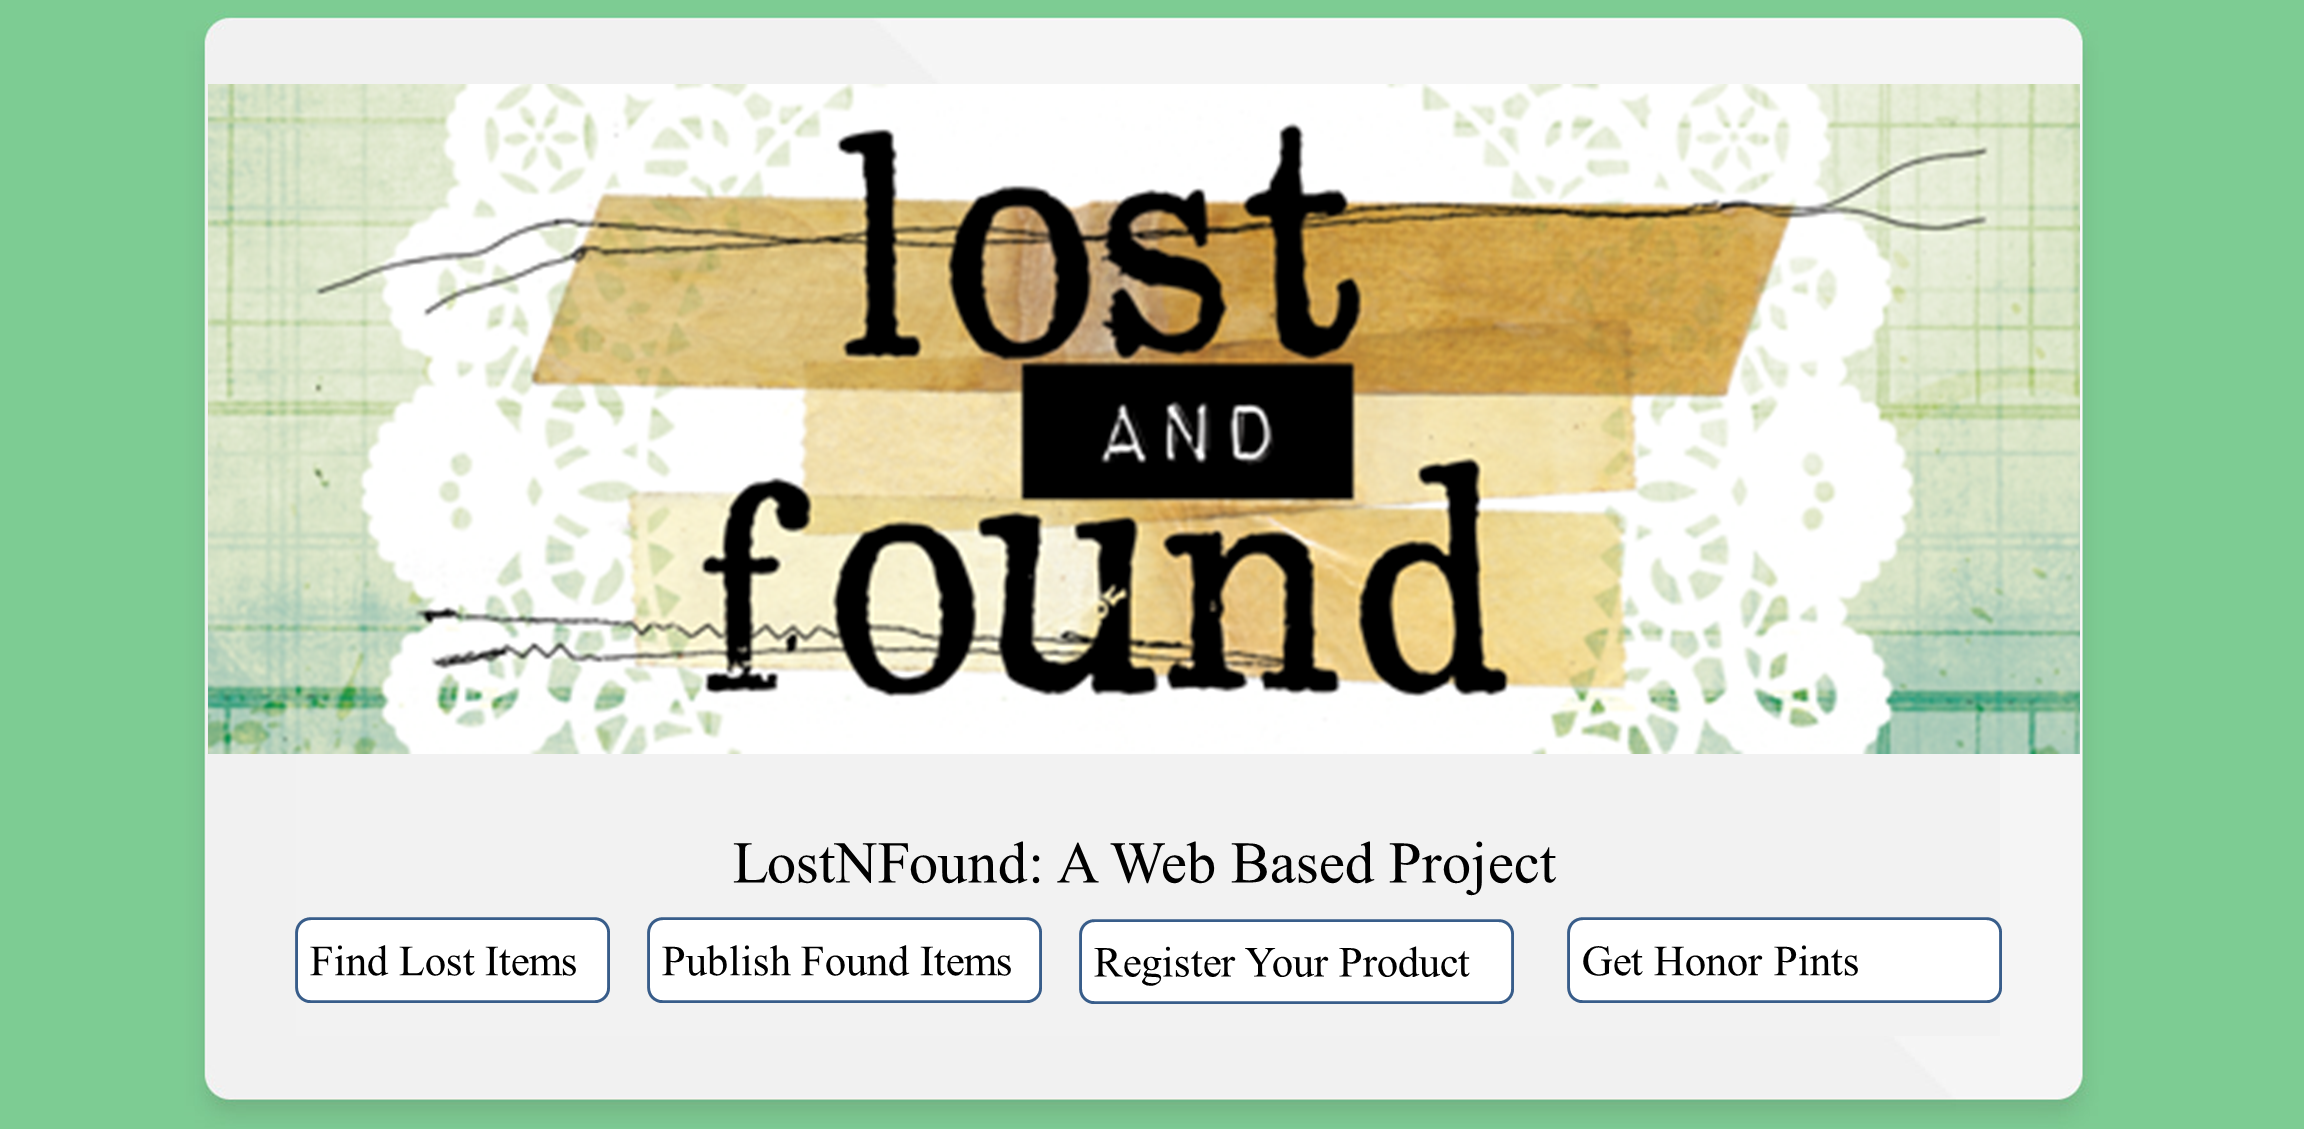 lost
AND
found
LostNFound: A Web Based Project
Find Lost Items
Publish Found Items
Register Your Product
Get Honor Pints